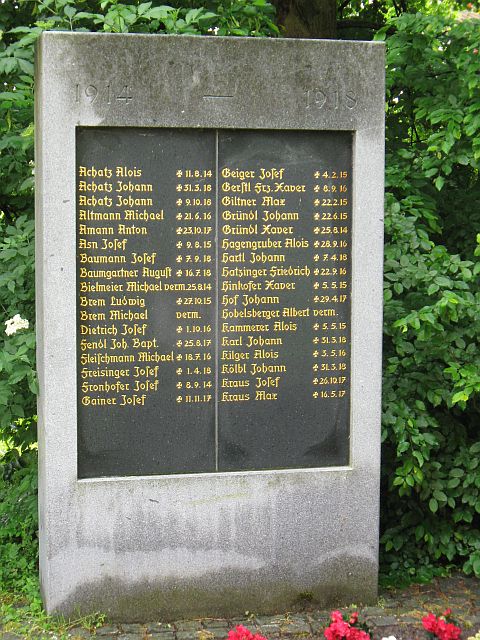 1914 — 1918
Achatz Alois ✠ 11.8.14
Achatz Johann ✠ 31.3.18
Achatz Johann ✠ 9.10.18
Altmann Michael ✠ 21.6.16
Amann Anton ✠ 23.10.17
Asn Josef ✠ 9.8.15
Baumann Josef ✠ 7.9.18
Baumgartner August ✠ 16.7.18
Bielmeier Michael verm. 25.8.14
Brem Ludwig ✠ 27.10.15
Brem Michael verm.
Dietrich Josef ✠ 1.10.16
Fendl Joh. Bapt. ✠ 25.8.17
Fleischmann Michael ✠ 18.7.16
Freisinger Josef ✠ 1.4.18
Fronhofer Josef ✠ 8.9.14
Gainer Josef ✠ 11.11.17
Geiger Josef ✠ 4.2.15
Gerstl Frz. Xaver ✠ 8.9.16
Giltner Max ✠ 22.2.15
Gründl Johann ✠ 22.6.15
Gründl Xaver ✠ 25.8.14
Hagengruber Alois ✠ 28.9.16
Hartl Johann ✠ 7.4.18
Hatzinger Friedrich ✠ 22.9.16
Hinkofer Xaver ✠ 5.5.15
Hof Johann ✠ 29.4.17
Hobelsberger Albert verm.
Kammerer Alois ✠ 5.5.15
Karl Johann ✠ 31.3.18
Kilger Alois ✠ 3.5.16
Kölbl Johann ✠ 31.3.18
Kraus Josef ✠ 26.10.17
Kraus Max ✠ 16.5.17